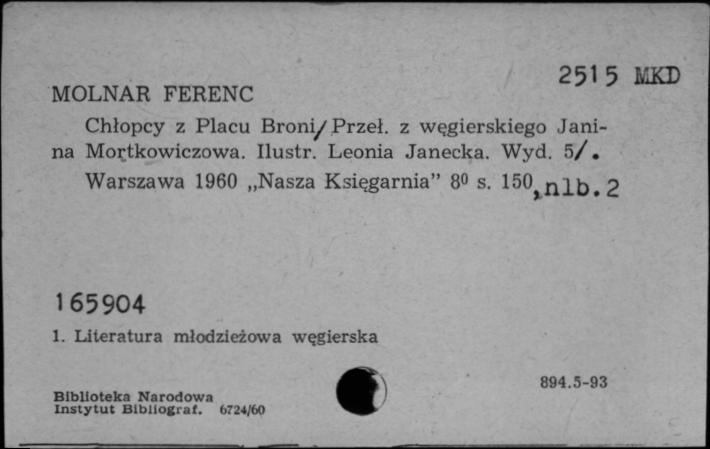 2515 MKD
MOLNAR FERENC
Chłopcy z Placu Broni/ Przeł. z węgierskiego Jani-
na Mortkowiczowa. Ilustr. Leonia Janecka. Wyd. 5/.
Warszawa 1960 „Nasza Księgarnia” 8⁰ s. 150, nlb. 2
165904
1. Literatura młodzieżowa węgierska
894.5-93
Biblioteka Narodowa
Instytut Bibliograf. 6724/60